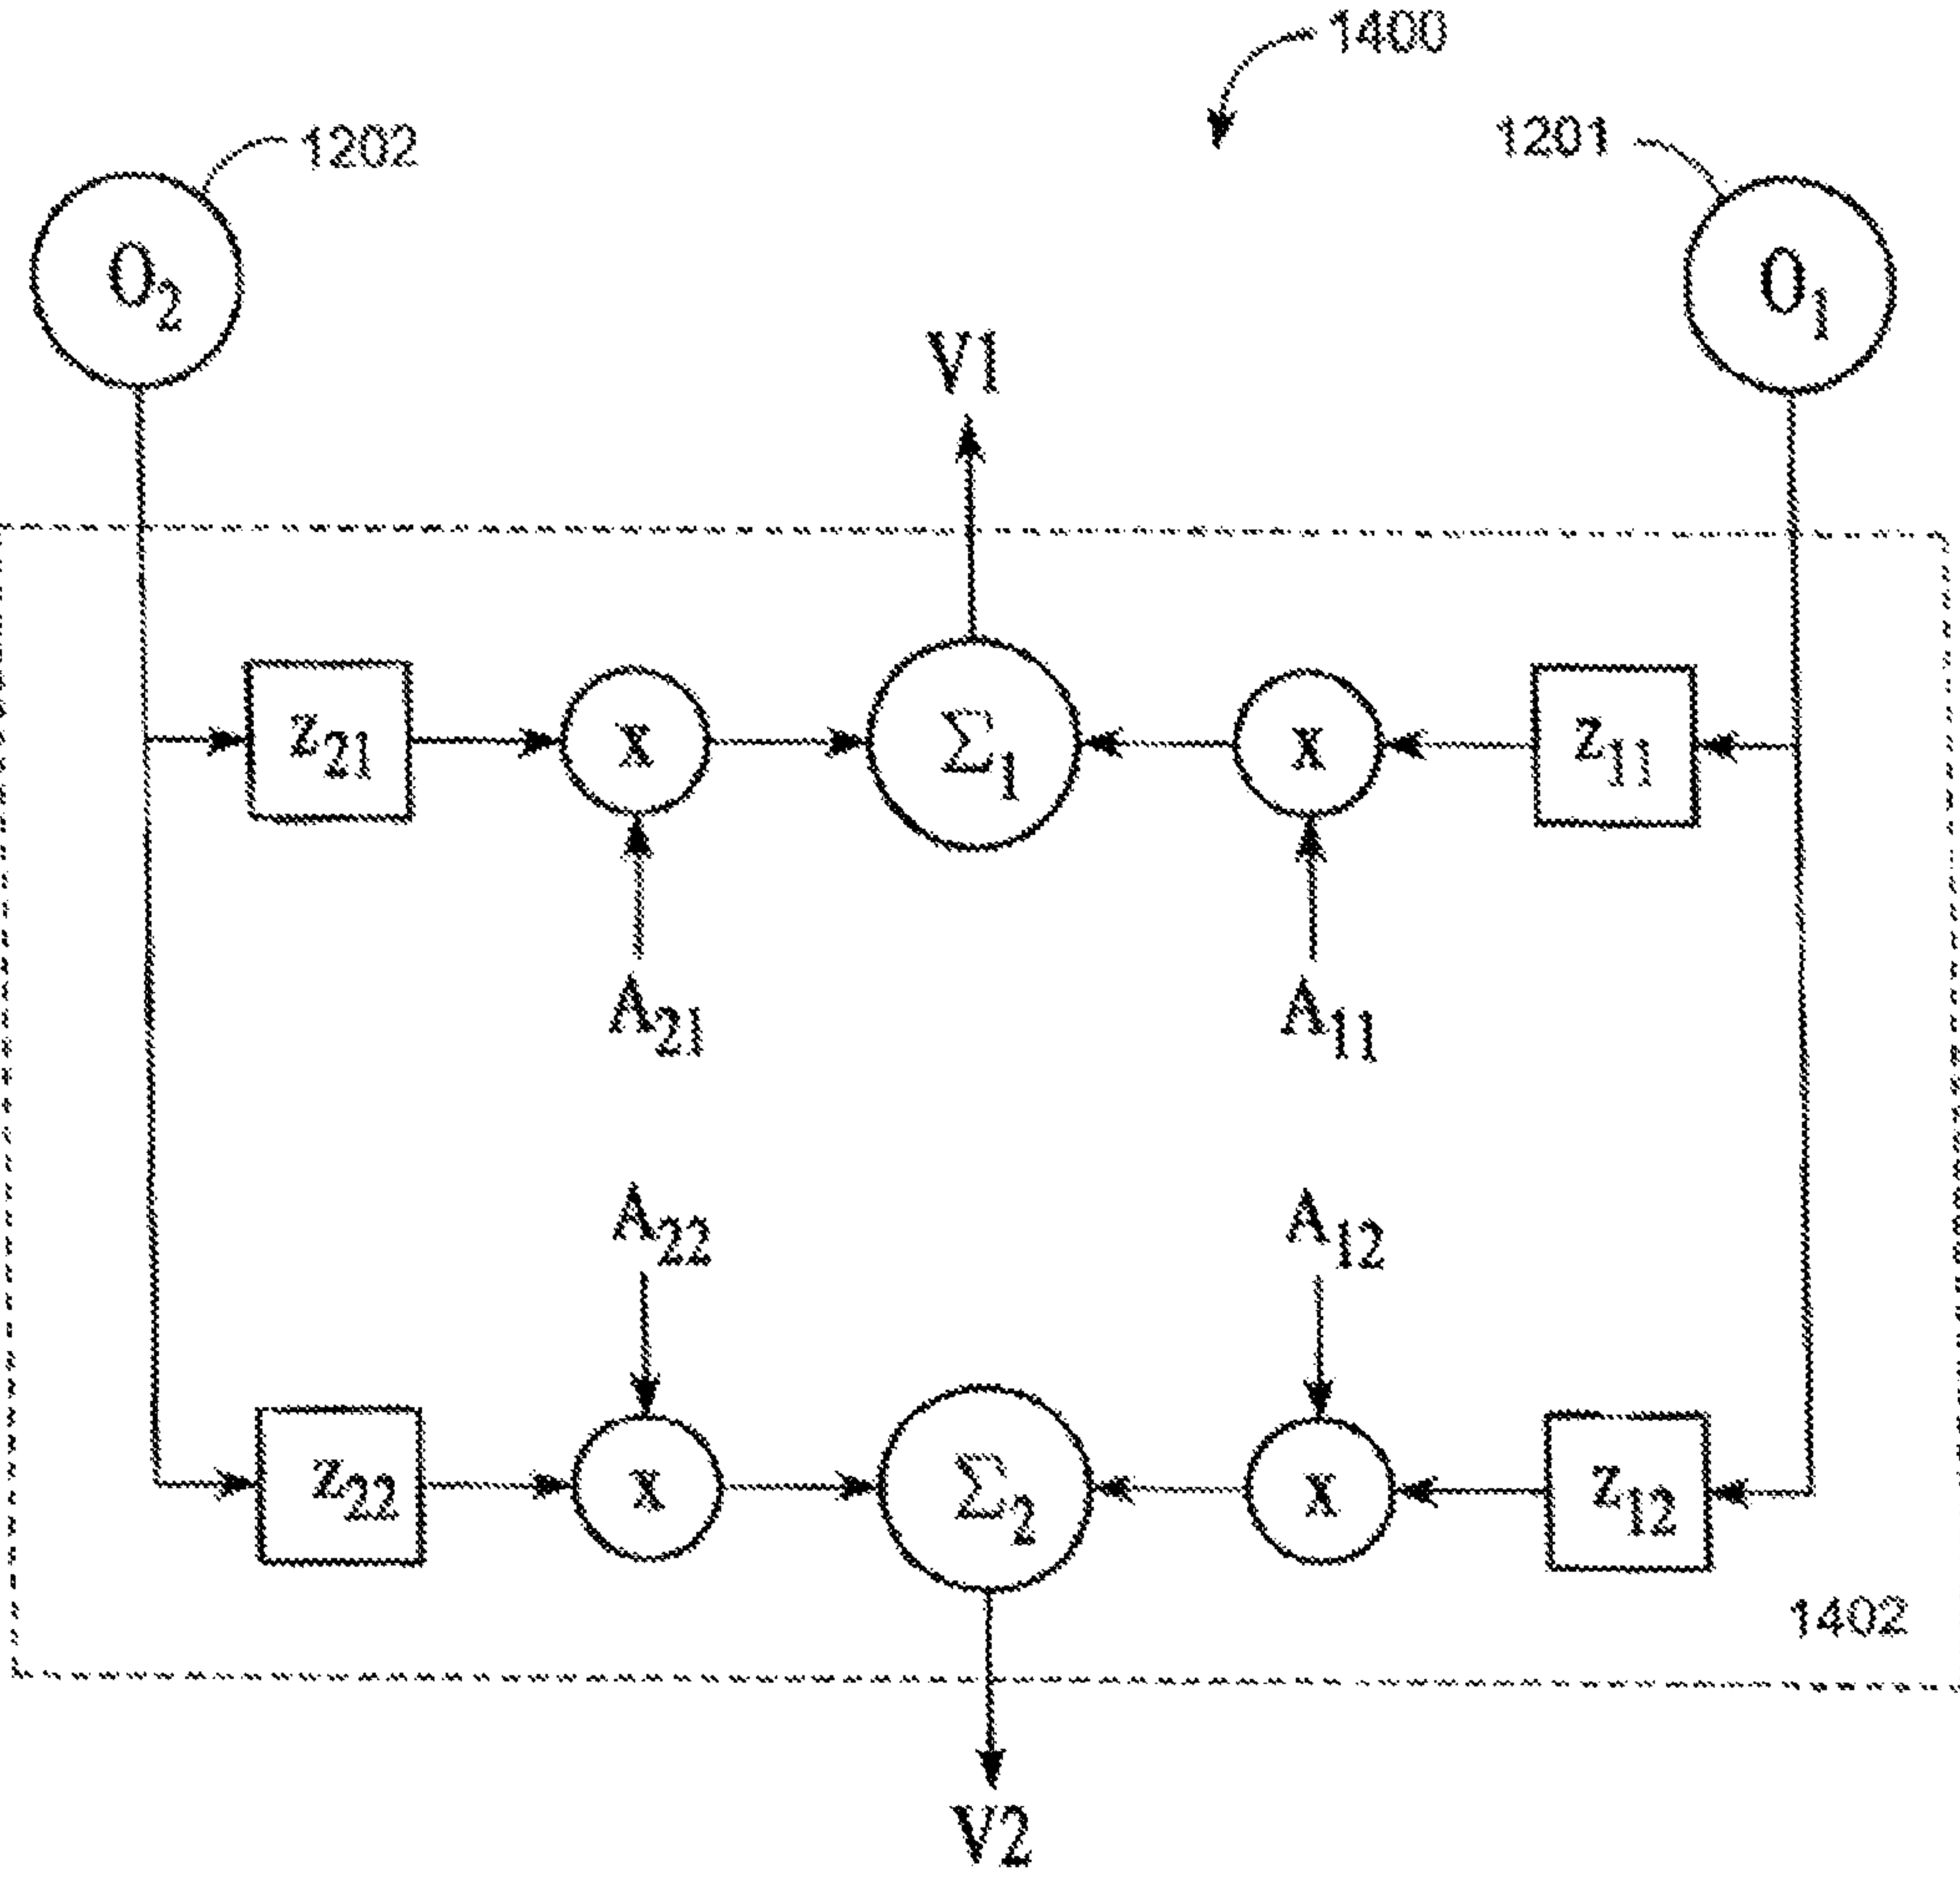 1400
1202
1201
O₂
O₁
V1
z₂₁
x
Σ₁
x
z₁₁
A₂₁
A₁₁
A₂₂
A₁₂
z₂₂
x
Σ₂
x
z₁₂
1402
V2